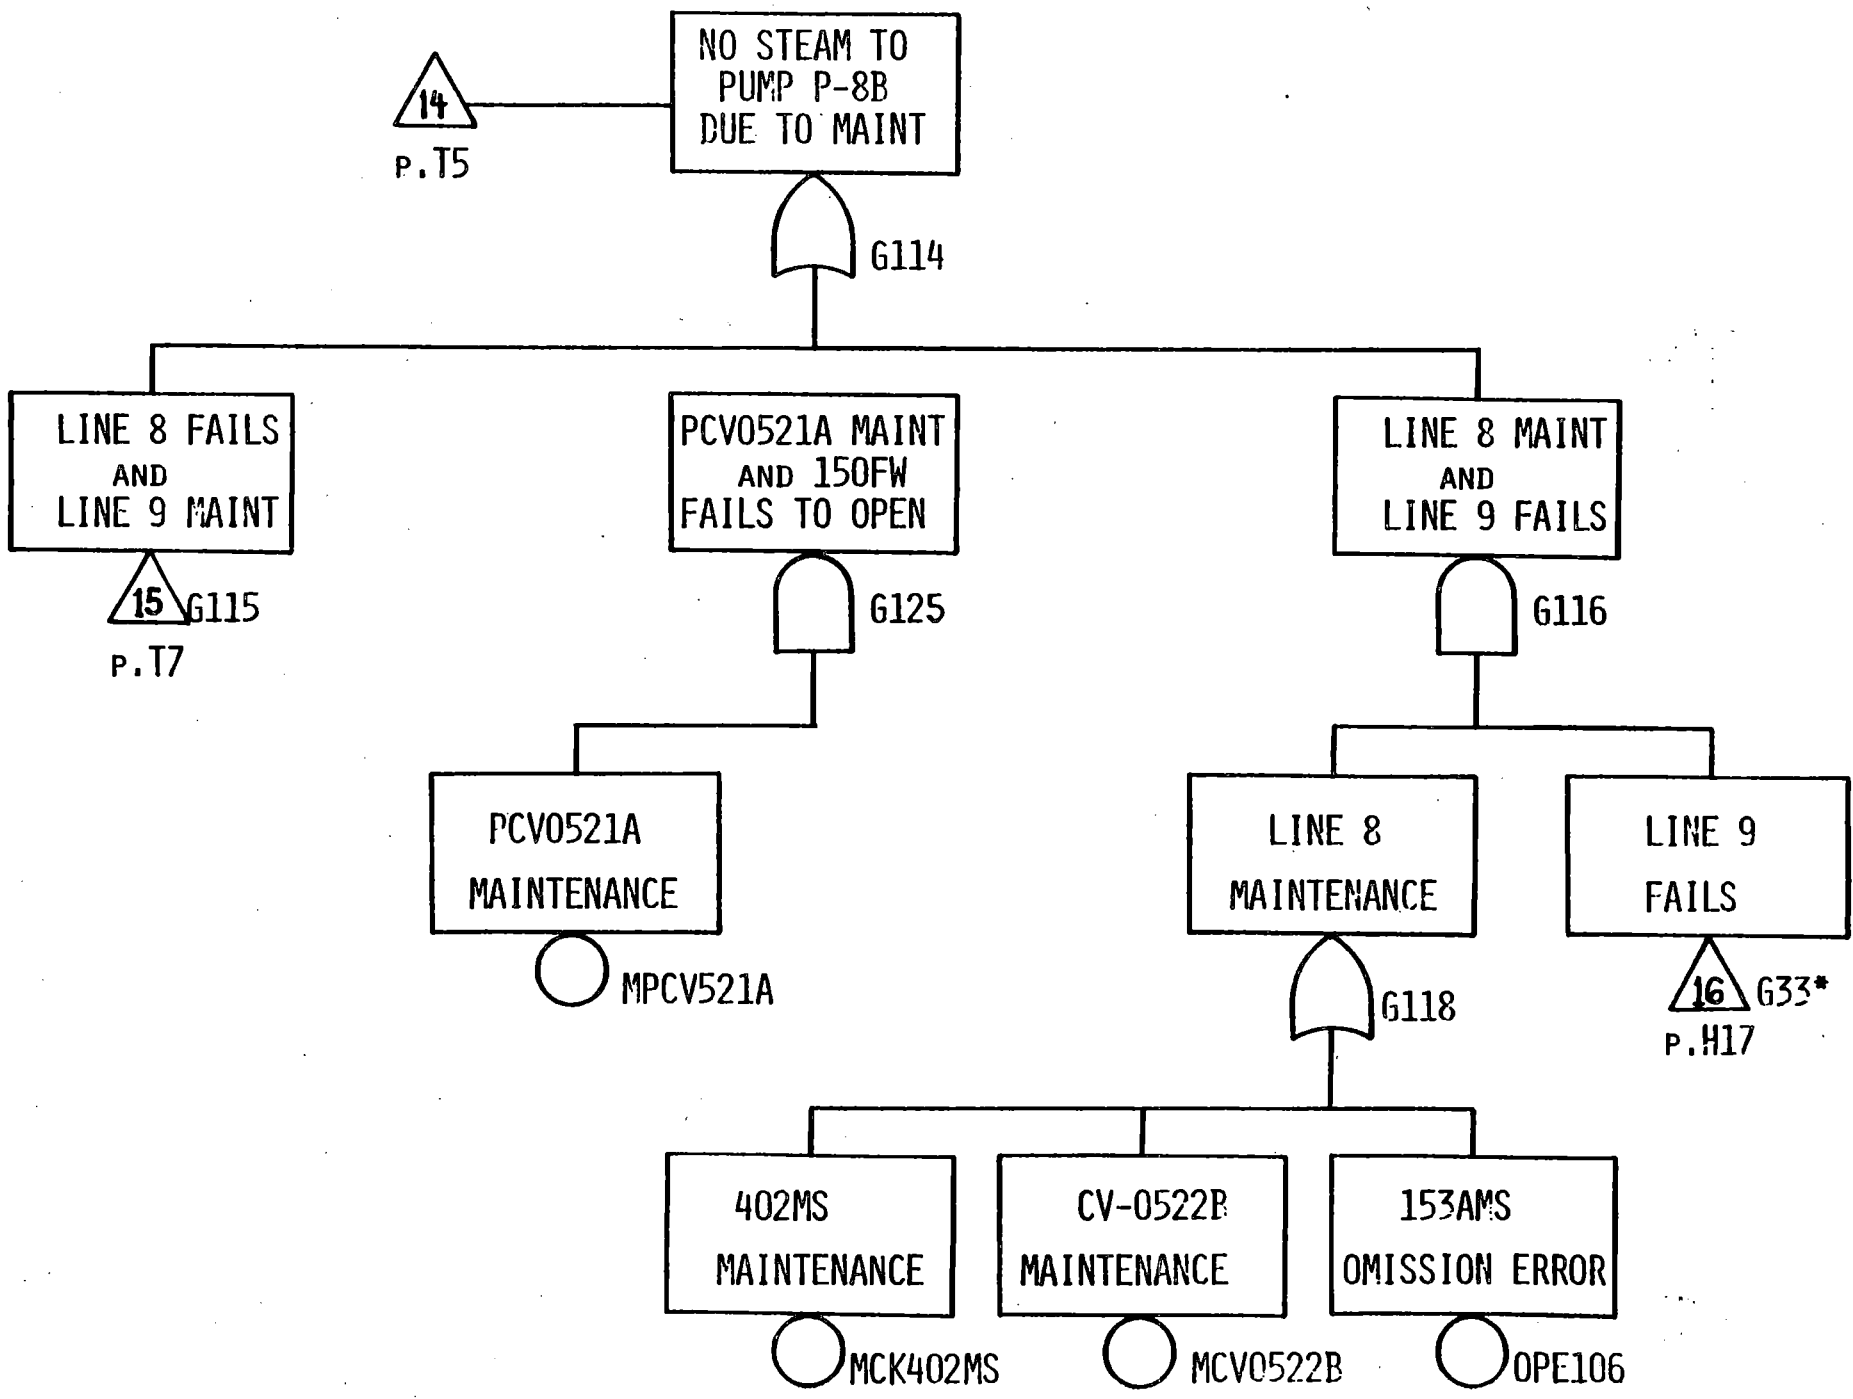 NO STEAM TO
PUMP P-8B
DUE TO MAINT
14
P.T5
G114
LINE 8 FAILS
AND
LINE 9 MAINT
15
G115
P.T7
PCV0521A MAINT
AND 150FW
FAILS TO OPEN
G125
LINE 8 MAINT
AND
LINE 9 FAILS
G116
PCV0521A
MAINTENANCE
MPCV521A
LINE 8
MAINTENANCE
G118
LINE 9
FAILS
16
G33*
P.H17
402MS
MAINTENANCE
MCK402MS
CV-0522B
MAINTENANCE
MCV0522B
153AMS
OMISSION ERROR
OPE106